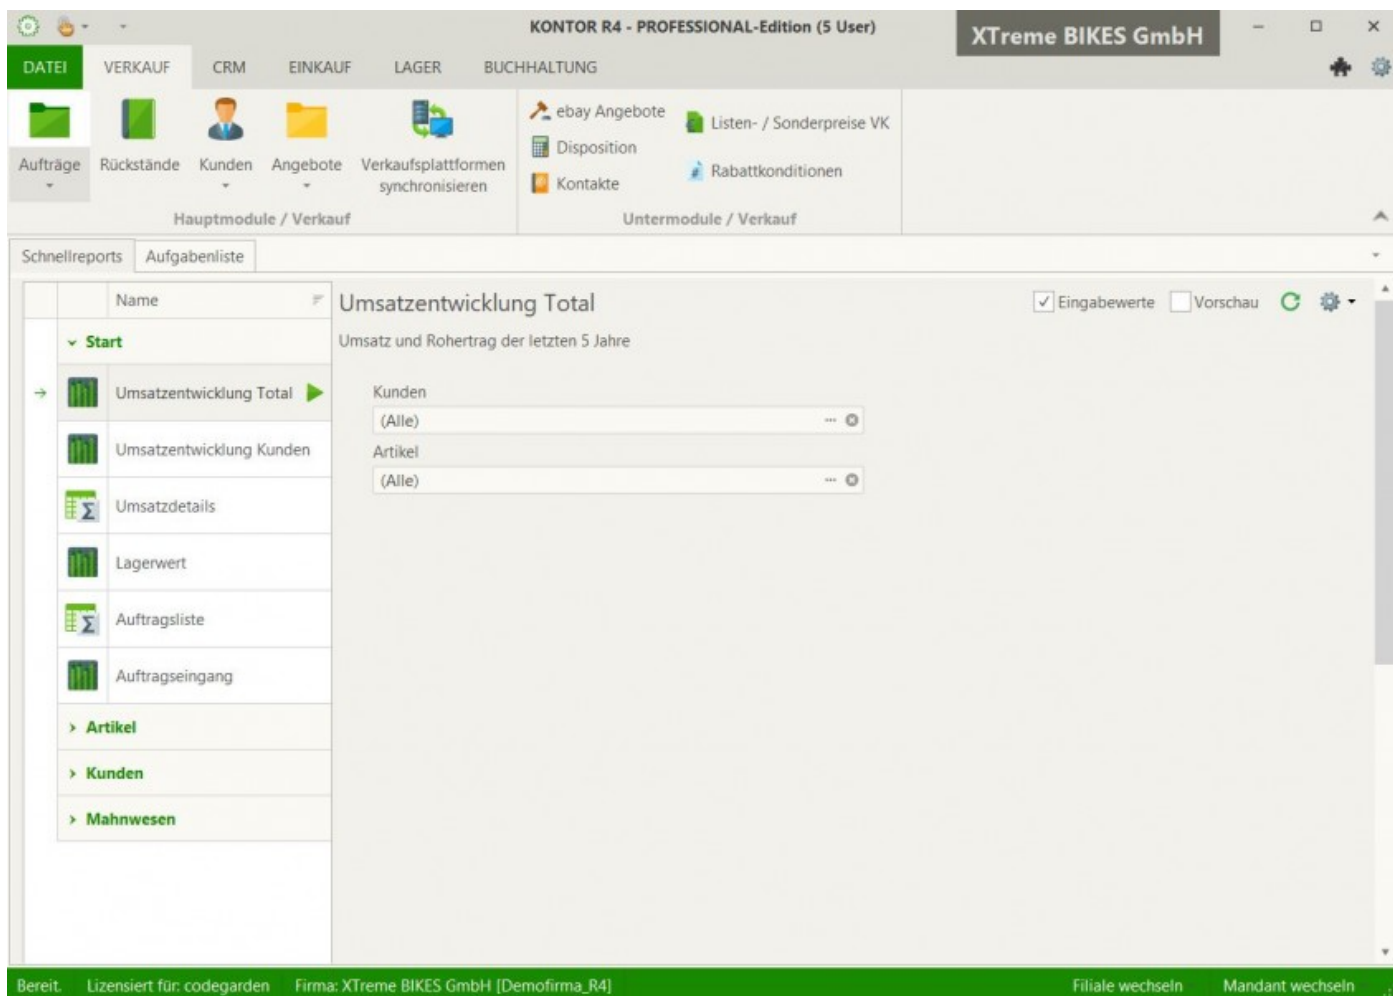 KONTOR R4 - PROFESSIONAL-Edition (5 User)
XTreme BIKES GmbH
DATEI VERKAUF CRM EINKAUF LAGER BUCHHALTUNG
Aufträge
Rückstände
Kunden
Angebote
Verkaufsplattformen
synchronisieren
Hauptmodule / Verkauf
ebay Angebote
Disposition
Kontakte
Listen- / Sonderpreise VK
Rabattkonditionen
Untermodule / Verkauf
Schnellreports Aufgabenliste
Name
Start
Umsatzentwicklung Total
Umsatzentwicklung Kunden
Umsatzdetails
Lagerwert
Auftragsliste
Auftragseingang
Artikel
Kunden
Mahnwesen
Umsatzentwicklung Total
Eingabewerte Vorschau
Umsatz und Rohertrag der letzten 5 Jahre
Kunden
(Alle)
Artikel
(Alle)
Bereit. Lizensiert für: codegarden Firma: XTreme BIKES GmbH [Demofirma_R4] Filiale wechseln Mandant wechseln